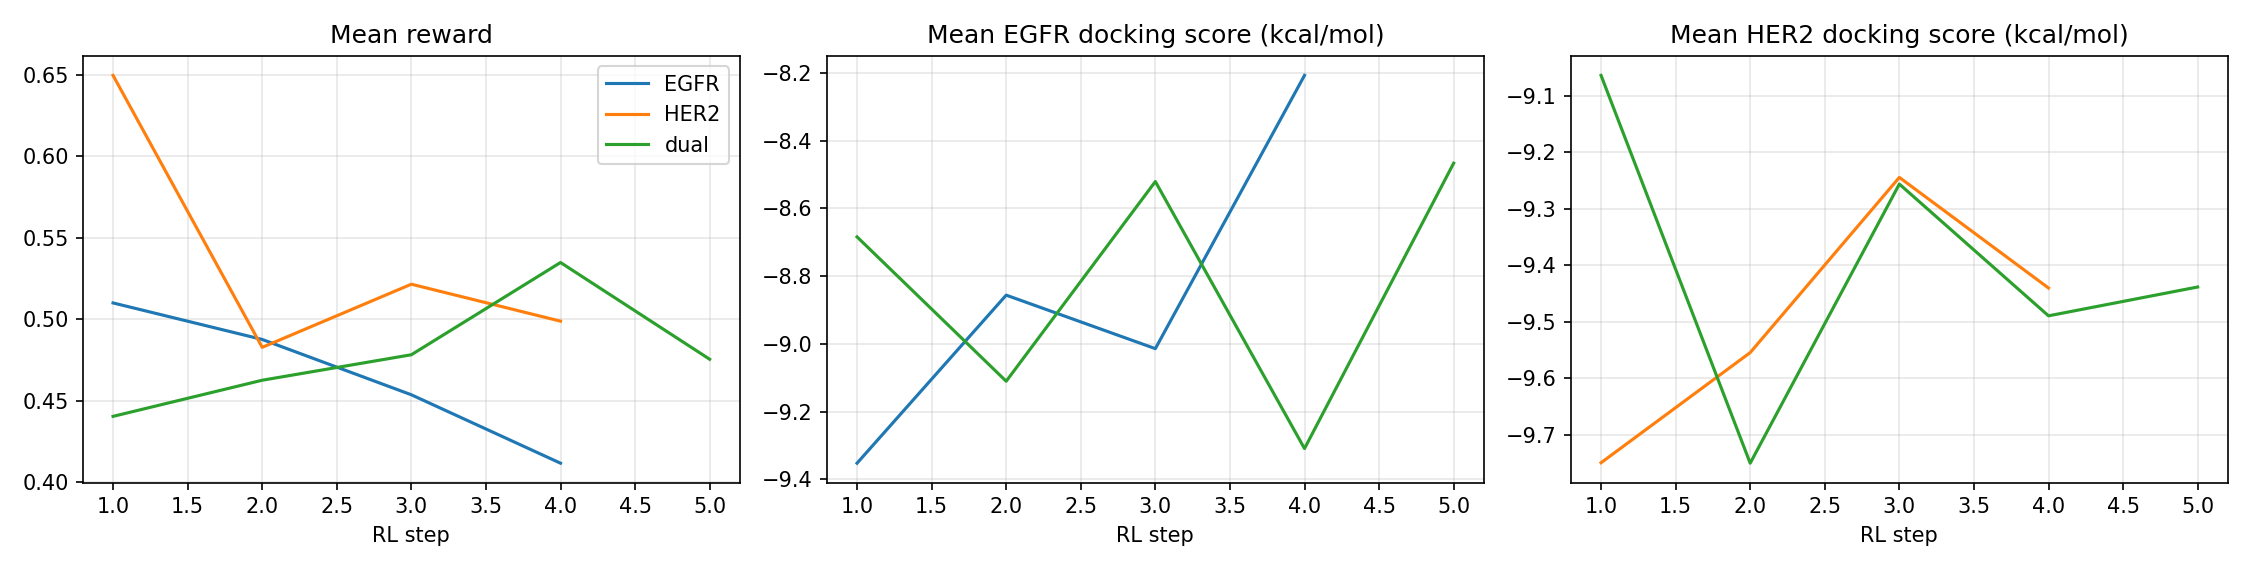 Mean reward
0.65
0.60
0.55
0.50
0.45
0.40
EGFR
HER2
dual
1.0 1.5 2.0 2.5 3.0 3.5 4.0 4.5 5.0
RL step
Mean EGFR docking score (kcal/mol)
−8.2
−8.4
−8.6
−8.8
−9.0
−9.2
−9.4
1.0 1.5 2.0 2.5 3.0 3.5 4.0 4.5 5.0
RL step
Mean HER2 docking score (kcal/mol)
−9.1
−9.2
−9.3
−9.4
−9.5
−9.6
−9.7
1.0 1.5 2.0 2.5 3.0 3.5 4.0 4.5 5.0
RL step